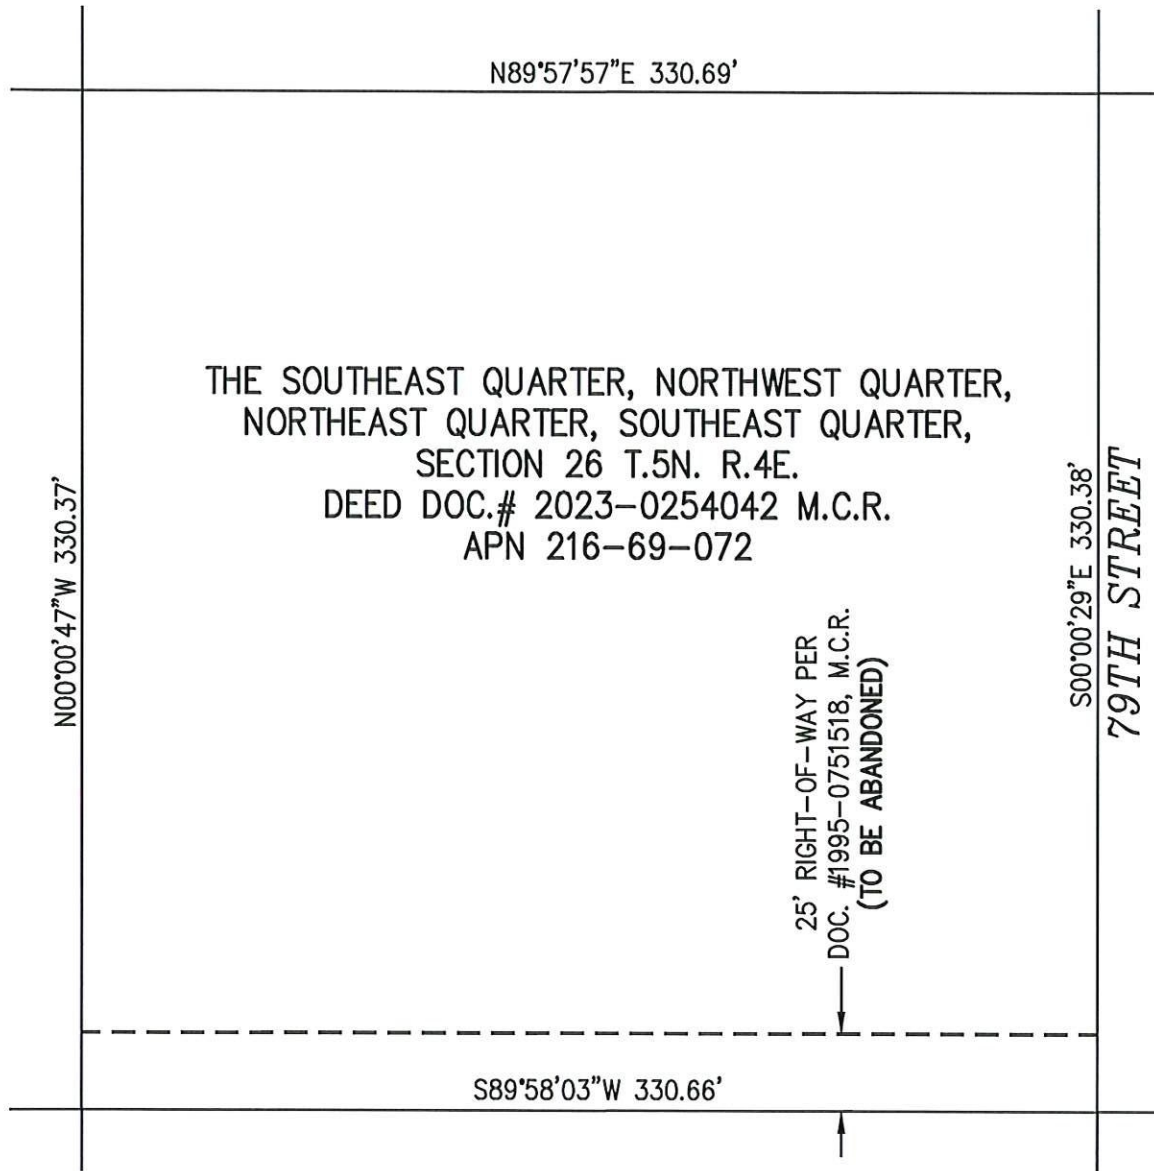 N89°57'57"E 330.69'
THE SOUTHEAST QUARTER, NORTHWEST QUARTER,
NORTHEAST QUARTER, SOUTHEAST QUARTER,
SECTION 26 T.5N. R.4E.
DEED DOC.# 2023-0254042 M.C.R.
APN 216-69-072
N00°00'47"W 330.37'
S00°00'29"E 330.38'
79TH STREET
25' RIGHT-OF-WAY PER
DOC. #1995-0751518, M.C.R.
(TO BE ABANDONED)
S89°58'03"W 330.66'